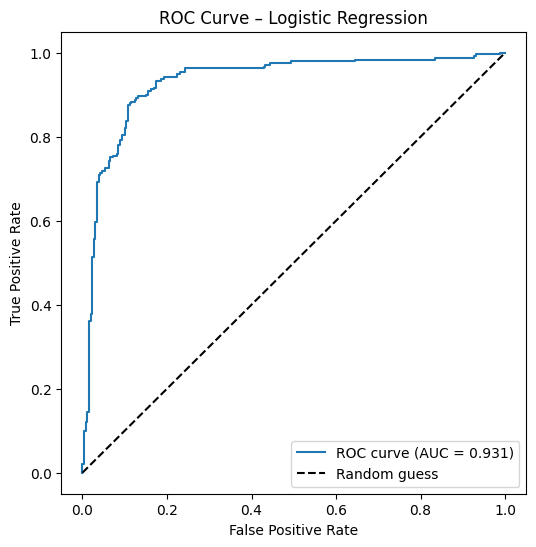 ROC Curve – Logistic Regression
True Positive Rate
1.0
0.8
0.6
0.4
0.2
0.0
0.0 0.2 0.4 0.6 0.8 1.0
False Positive Rate
ROC curve (AUC = 0.931)
Random guess